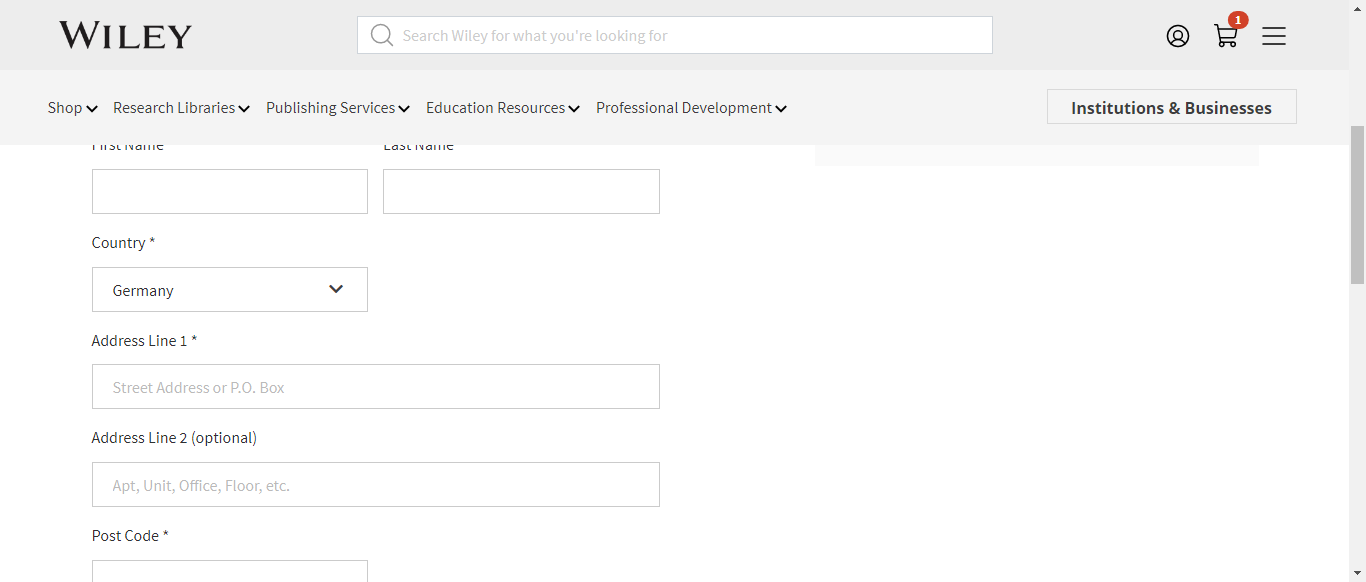 WILEY
Search Wiley for what you're looking for
1
Shop
Research Libraries
Publishing Services
Education Resources
Professional Development
Institutions & Businesses
First Name
Last Name
Country *
Germany
Address Line 1 *
Street Address or P.O. Box
Address Line 2 (optional)
Apt, Unit, Office, Floor, etc.
Post Code *